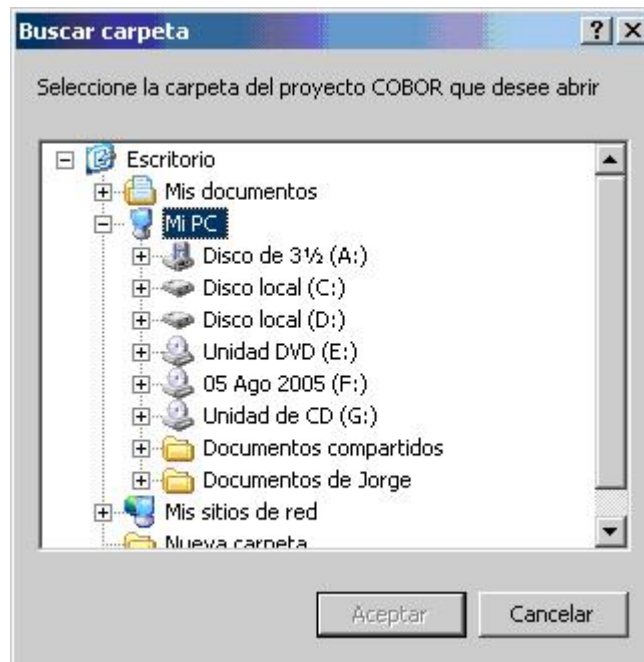 Buscar carpeta
Seleccione la carpeta del proyecto COBOR que desee abrir
Escritorio
Mis documentos
Mi PC
Disco de 3½ (A:)
Disco local (C:)
Disco local (D:)
Unidad DVD (E:)
05 Ago 2005 (F:)
Unidad de CD (G:)
Documentos compartidos
Documentos de Jorge
Mis sitios de red
Nueva carpeta
Aceptar
Cancelar